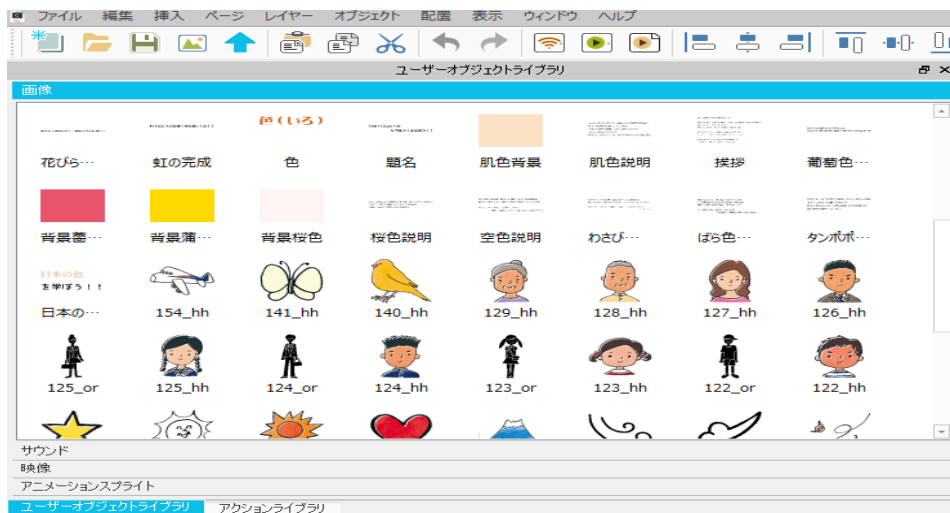 ファイル 編集 挿入 ページ レイヤー オブジェクト 配置 表示 ウィンドウ ヘルプ
ユーザーオブジェクトライブラリ
画像
色(いろ)
花びら… 虹の完成 色 題名 肌色背景 肌色説明 挨拶 葡萄色…
背景薔… 背景蒲… 背景桜色 桜色説明 空色説明 わさび… ばら色… タンポポ…
日本の色
を学ぼう！！
日本の… 154_hh 141_hh 140_hh 129_hh 128_hh 127_hh 126_hh
125_or 125_hh 124_or 124_hh 123_or 123_hh 122_or 122_hh
サウンド
映像
アニメーションスプライト
ユーザーオブジェクトライブラリ アクションライブラリ